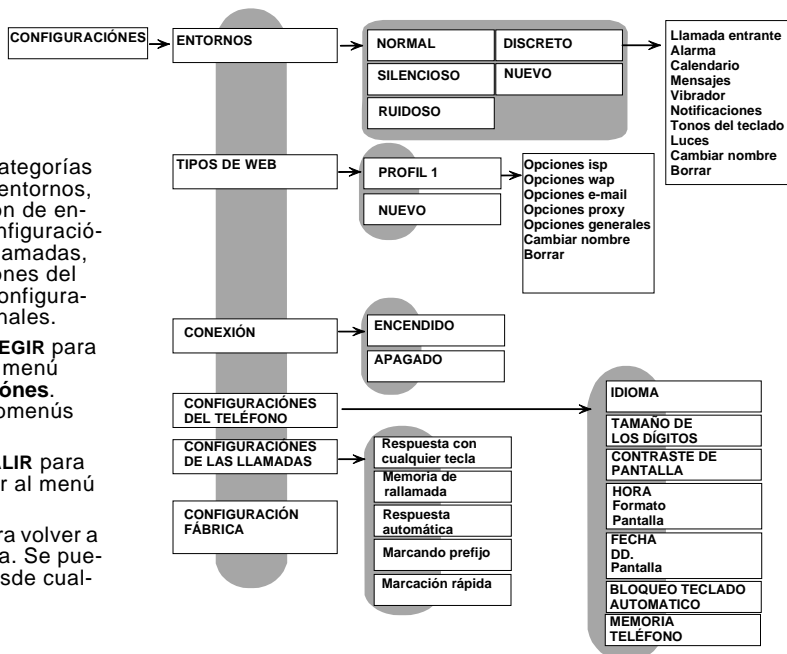 CONFIGURACIÓNES
ENTORNOS
NORMAL
DISCRETO
SILENCIOSO
NUEVO
RUIDOSO
Llamada entrante
Alarma
Calendario
Mensajes
Vibrador
Notificaciones
Tonos del teclado
Luces
Cambiar nombre
Borrar
ategorías
entornos,
ón de en-
nfiguració-
amadas,
ones del
onfigura-
nales.
EGIR para
menú
ónes.
omenús
ALIR para
r al menú
ra volver a
a. Se pue-
sde cual-
TIPOS DE WEB
PROFIL 1
NUEVO
Opciones isp
Opciones wap
Opciones e-mail
Opciones proxy
Opciones generales
Cambiar nombre
Borrar
CONEXIÓN
ENCENDIDO
APAGADO
CONFIGURACIÓNES
DEL TELÉFONO
CONFIGURACIÓNES
DE LAS LLAMADAS
Respuesta con
cualquier tecla
Memoria de
rallamada
Respuesta
automática
Marcando prefijo
Marcación rápida
CONFIGURACIÓN
FÁBRICA
IDIOMA
TAMAÑO DE
LOS DÍGITOS
CONTRASTE DE
PANTALLA
HORA
Formato
Pantalla
FECHA
DD.
Pantalla
BLOQUEO TECLADO
AUTOMATICO
MEMORIA
TELÉFONO